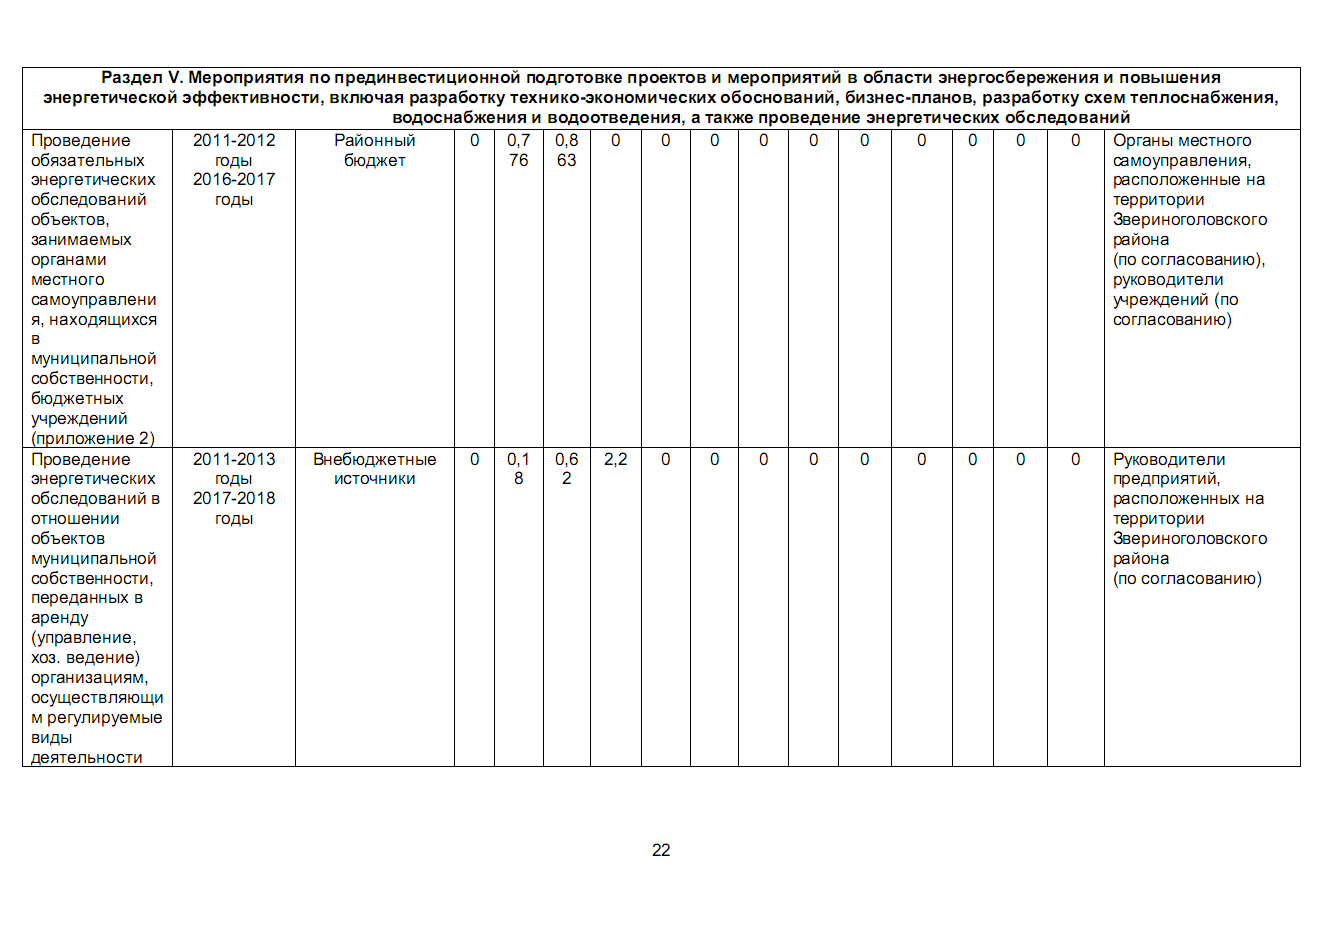 Раздел V. Мероприятия по прединвестиционной подготовке проектов и мероприятий в области энергосбережения и повышения
энергетической эффективности, включая разработку технико-экономических обоснований, бизнес-планов, разработку схем теплоснабжения,
водоснабжения и водоотведения, а также проведение энергетических обследований
Проведение
обязательных
энергетических
обследований
объектов,
занимаемых
органами
местного
самоуправлени
я, находящихся
в
муниципальной
собственности,
бюджетных
учреждений
(приложение 2)
2011-2012
годы
2016-2017
годы
Районный
бюджет
0
0,7
76
0,8
63
0
0
0
0
0
0
0
0
0
0
Органы местного
самоуправления,
расположенные на
территории
Звериноголовского
района
(по согласованию),
руководители
учреждений (по
согласованию)
Проведение
энергетических
обследований в
отношении
объектов
муниципальной
собственности,
переданных в
аренду
(управление,
хоз. ведение)
организациям,
осуществляющи
м регулируемые
виды
деятельности
2011-2013
годы
2017-2018
годы
Внебюджетные
источники
0
0,1
8
0,6
2
2,2
0
0
0
0
0
0
0
0
0
Руководители
предприятий,
расположенных на
территории
Звериноголовского
района
(по согласованию)
22